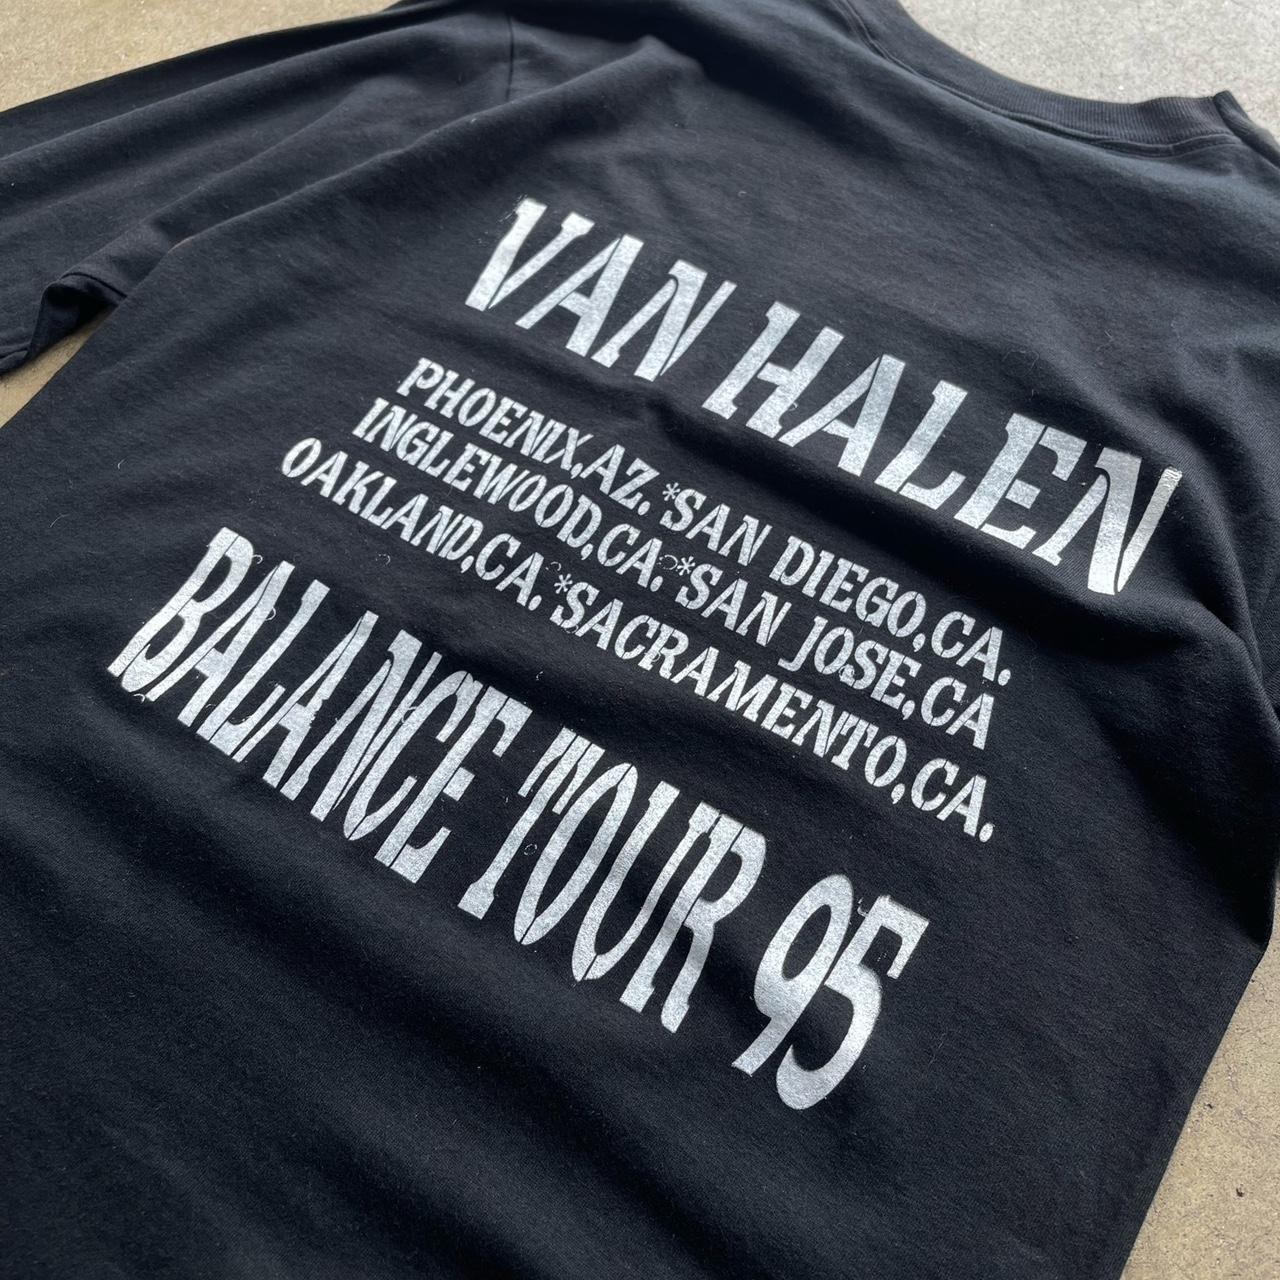 VAN HALEN
PHOENIX,AZ.*SAN DIEGO,CA.
INGLEWOOD,CA.*SAN JOSE,CA
OAKLAND,CA.*SACRAMENTO,CA.
BALANCE TOUR 95